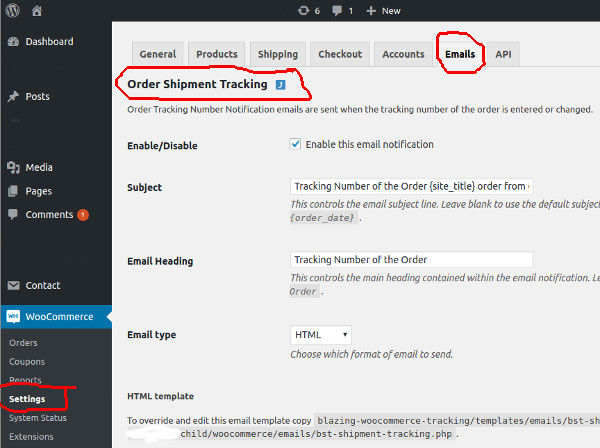 6 1 New
Dashboard
Posts
Media
Pages
Comments 1
Contact
WooCommerce
Orders
Coupons
Reports
Settings
System Status
Extensions
General Products Shipping Checkout Accounts Emails API
Order Shipment Tracking
Order Tracking Number Notification emails are sent when the tracking number of the order is entered or changed.
Enable/Disable Enable this email notification
Subject Tracking Number of the Order {site_title} order from
This controls the email subject line. Leave blank to use the default subject
{order_date} .
Email Heading Tracking Number of the Order
This controls the main heading contained within the email notification. Le
Order .
Email type HTML
Choose which format of email to send.
HTML template
To override and edit this email template copy blazing-woocommerce-tracking/templates/emails/bst-sh
child/woocommerce/emails/bst-shipment-tracking.php .